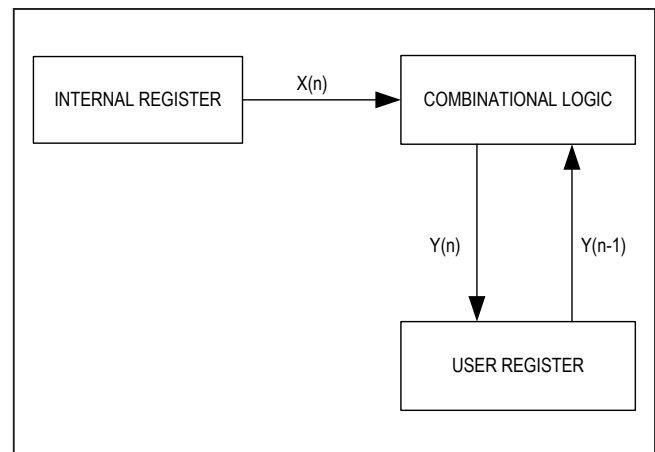 X(n)
INTERNAL REGISTER
COMBINATIONAL LOGIC
Y(n)
Y(n-1)
USER REGISTER